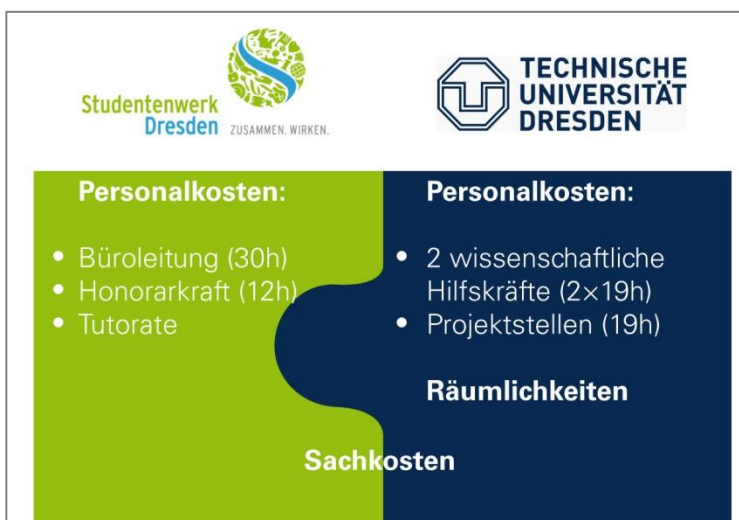 Studentenwerk
Dresden ZUSAMMEN. WIRKEN.
TECHNISCHE
UNIVERSITÄT
DRESDEN
Personalkosten:
• Büroleitung (30h)
• Honorarkraft (12h)
• Tutorate
Personalkosten:
• 2 wissenschaftliche
Hilfskräfte (2×19h)
• Projektstellen (19h)
Räumlichkeiten
Sachkosten